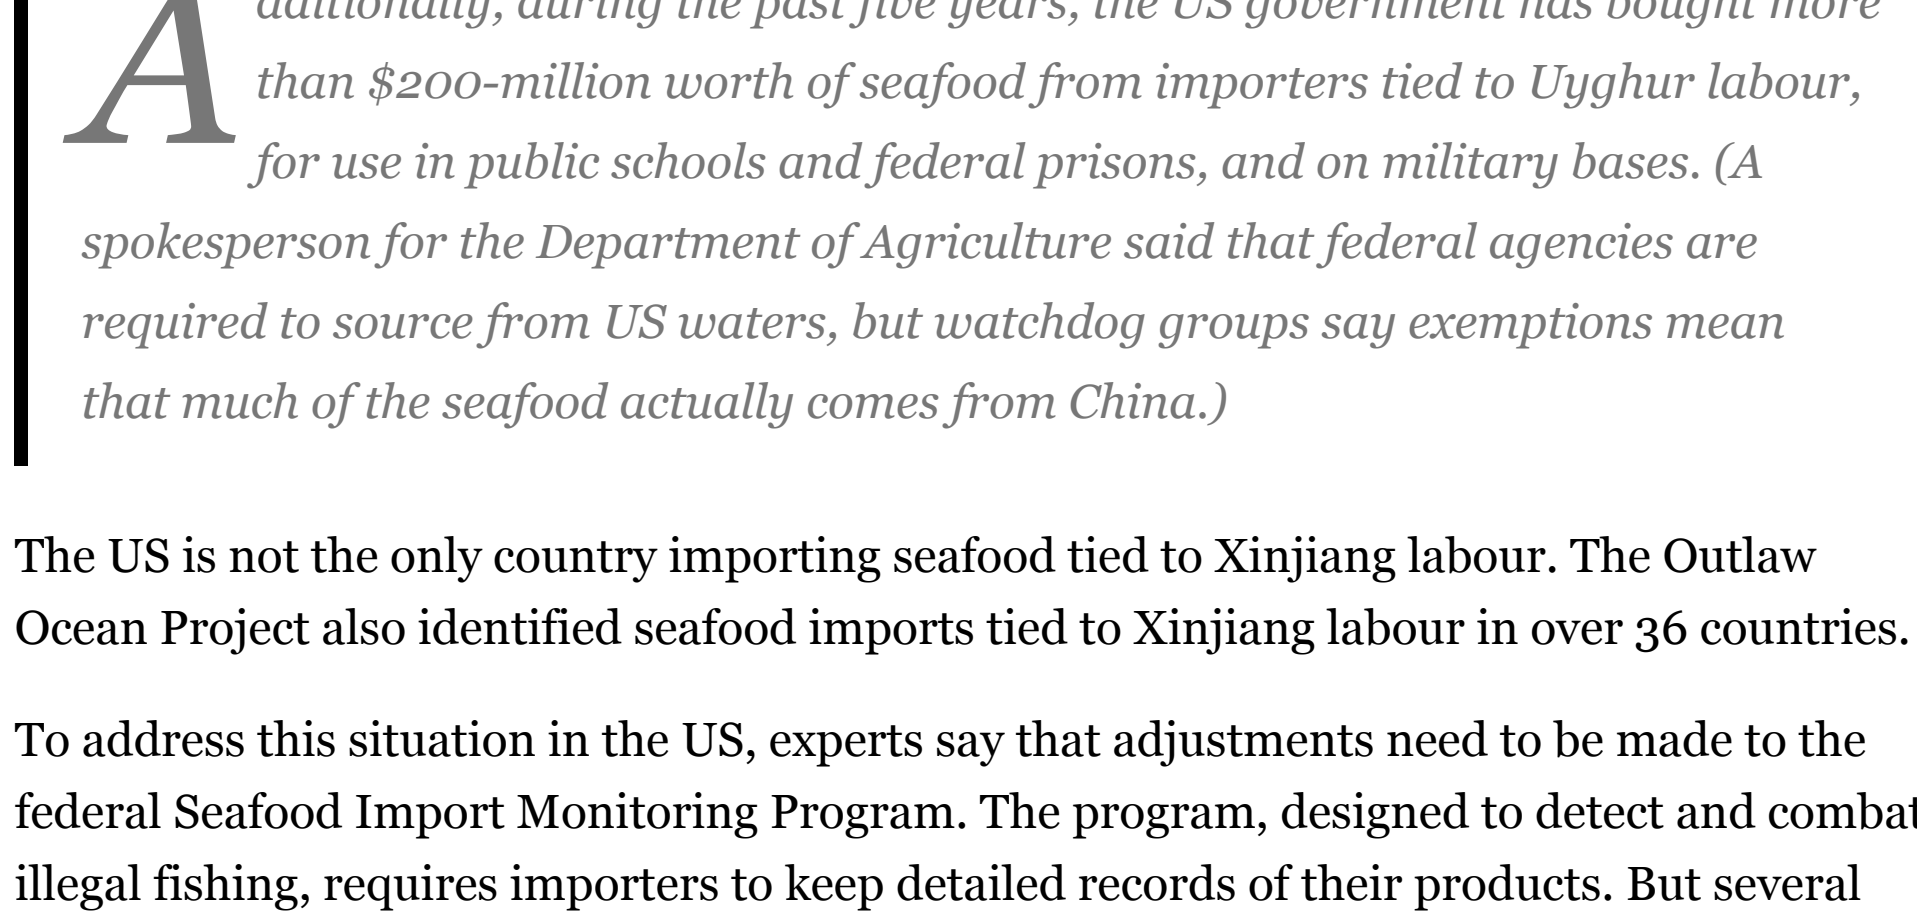 Additionally, during the past five years, the US government has bought more
than $200-million worth of seafood from importers tied to Uyghur labour,
for use in public schools and federal prisons, and on military bases. (A
spokesperson for the Department of Agriculture said that federal agencies are
required to source from US waters, but watchdog groups say exemptions mean
that much of the seafood actually comes from China.)
The US is not the only country importing seafood tied to Xinjiang labour. The Outlaw
Ocean Project also identified seafood imports tied to Xinjiang labour in over 36 countries.
To address this situation in the US, experts say that adjustments need to be made to the
federal Seafood Import Monitoring Program. The program, designed to detect and combat
illegal fishing, requires importers to keep detailed records of their products. But several